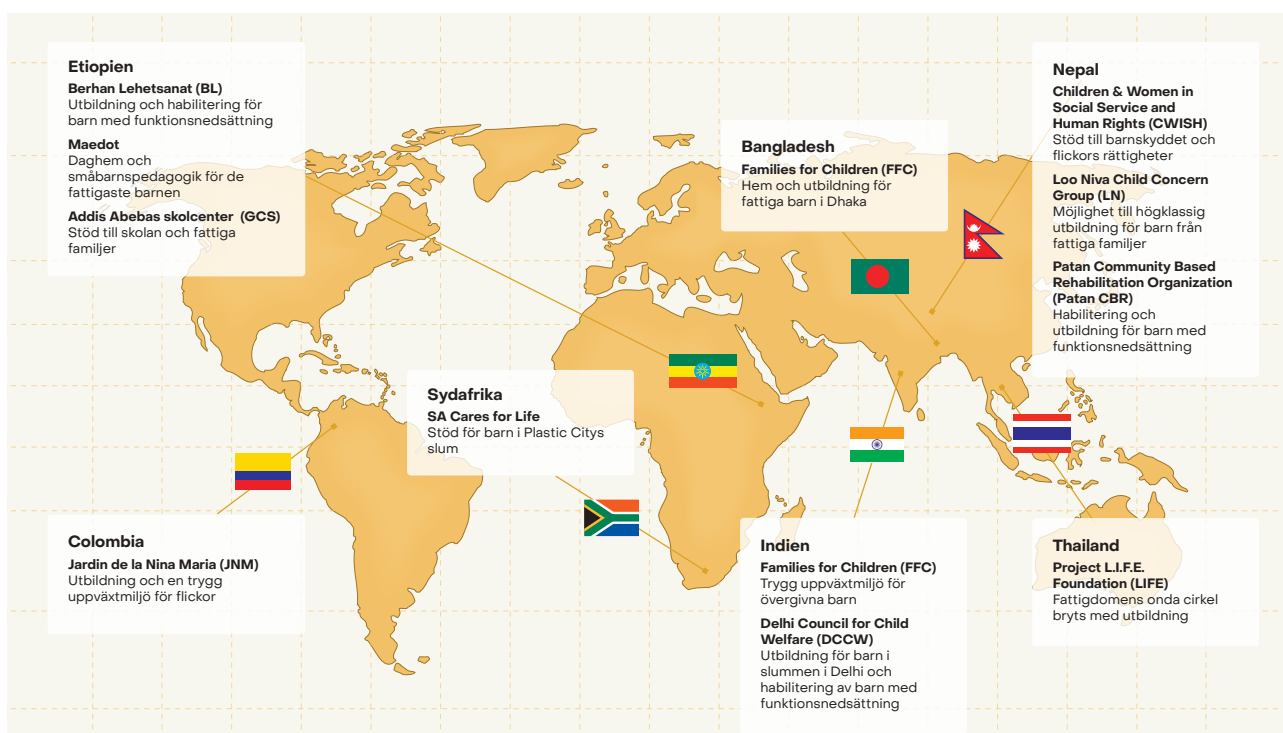 Etiopien
Berhan Lehetsanat (BL)
Utbildning och habilitering för
barn med funktionsnedsättning
Maedot
Daghem och
småbarnspedagogik för de
fattigaste barnen
Addis Abebas skolcenter (GCS)
Stöd till skolan och fattiga
familjer
Bangladesh
Families for Children (FFC)
Hem och utbildning för
fattiga barn i Dhaka
Nepal
Children & Women in
Social Service and
Human Rights (CWISH)
Stöd till barnskyddet och
flickors rättigheter
Loo Niva Child Concern
Group (LN)
Möjlighet till högklassig
utbildning för barn från
fattiga familjer
Patan Community Based
Rehabilitation Organization
(Patan CBR)
Habilitering och
utbildning för barn med
funktionsnedsättning
Sydafrika
SA Cares for Life
Stöd för barn i Plastic Citys
slum
Colombia
Jardin de la Nina Maria (JNM)
Utbildning och en trygg
uppväxtmiljö för flickor
Indien
Families for Children (FFC)
Trygg uppväxtmiljö för
övergivna barn
Delhi Council for Child
Welfare (DCCW)
Utbildning för barn i
slummen i Delhi och
habilitering av barn med
funktionsnedsättning
Thailand
Project L.I.F.E.
Foundation (LIFE)
Fattigdomens onda cirkel
bryts med utbildning